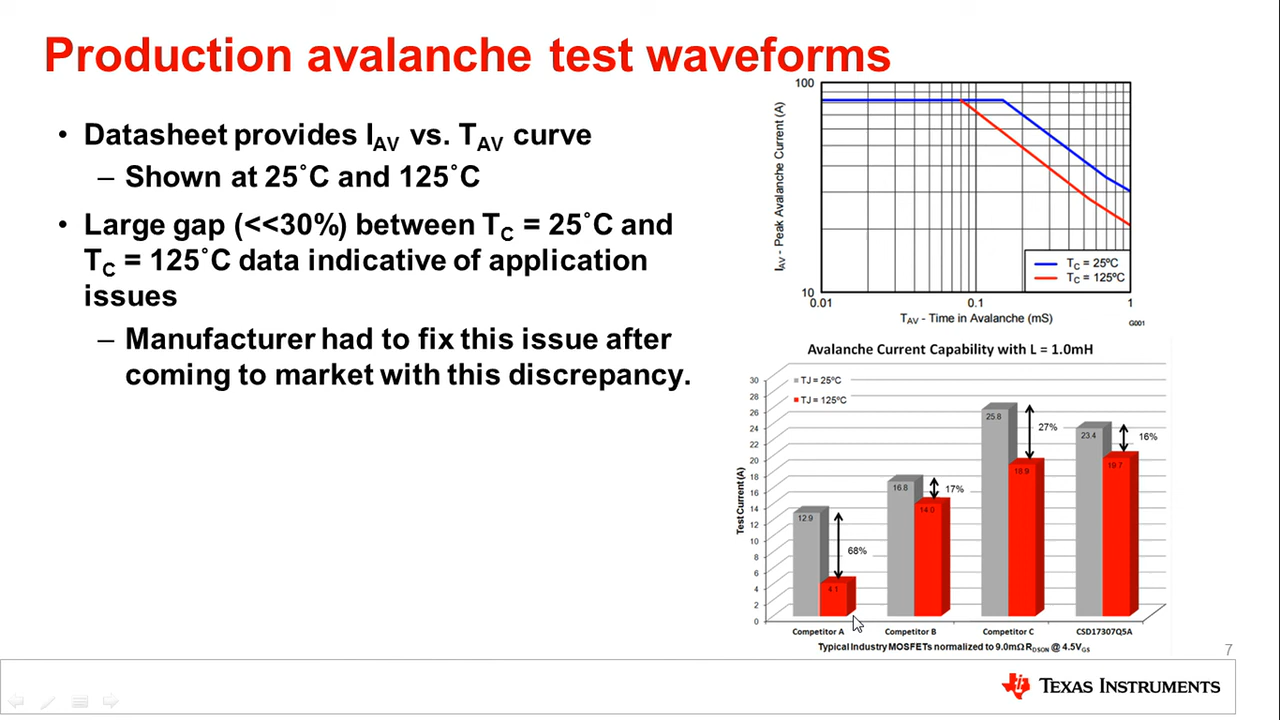 Production avalanche test waveforms
• Datasheet provides IAV vs. TAV curve
– Shown at 25˚C and 125˚C
• Large gap (<<30%) between TC = 25˚C and
TC = 125˚C data indicative of application
issues
– Manufacturer had to fix this issue after
coming to market with this discrepancy.
100
IAV - Peak Avalanche Current (A)
TC = 25ºC
TC = 125ºC
10
0.01 0.1 1
TAV - Time in Avalanche (mS)
G001
Avalanche Current Capability with L = 1.0mH
TJ = 25ºC
TJ = 125ºC
Test Current (A)
30
28
26
24
22
20
18
16
14
12
10
8
6
4
2
0
12.9
4.1
68%
16.8
14.0
17%
25.8
18.9
27%
23.4
19.7
16%
Competitor A Competitor B Competitor C CSD17307Q5A
Typical Industry MOSFETs normalized to 9.0mΩ RDSON @ 4.5VGS
7
TEXAS INSTRUMENTS